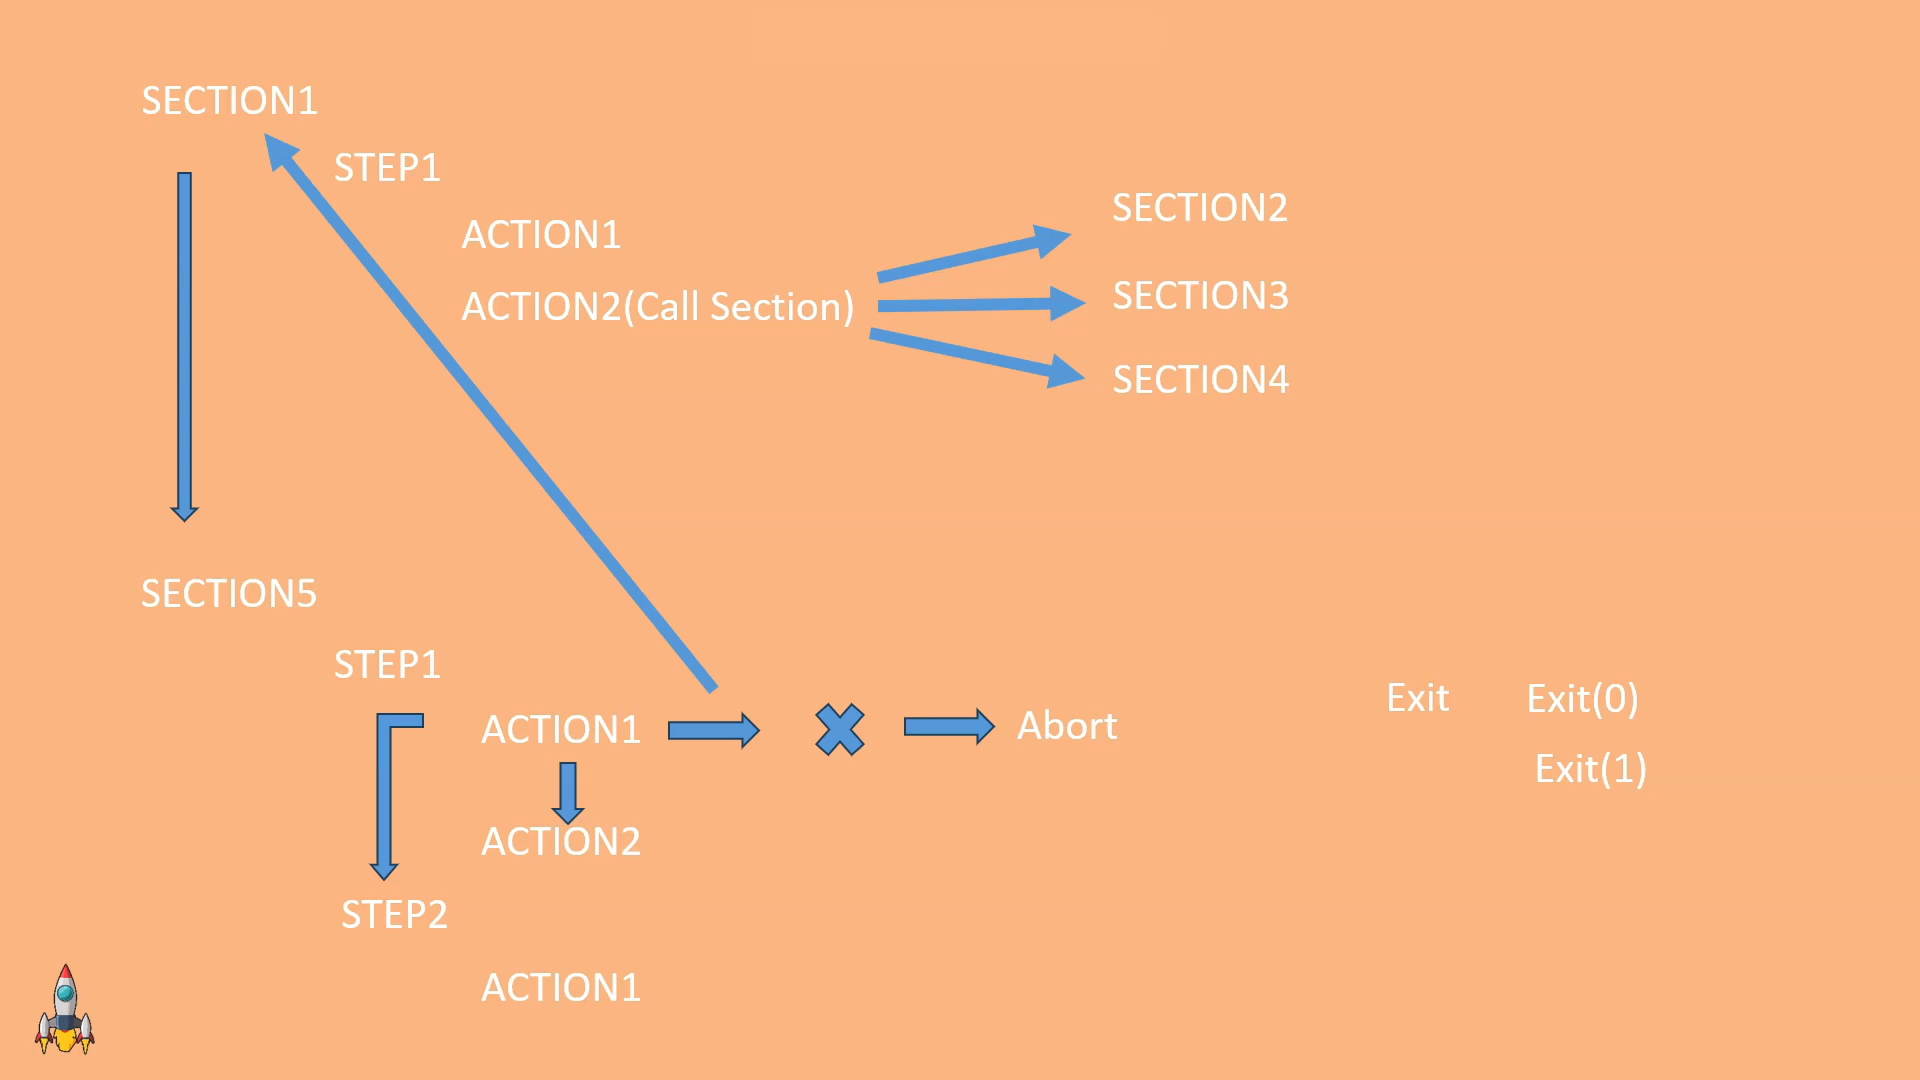 SECTION1
STEP1
ACTION1
ACTION2(Call Section)
SECTION2
SECTION3
SECTION4
SECTION5
STEP1
ACTION1
Abort
Exit
Exit(0)
Exit(1)
ACTION2
STEP2
ACTION1